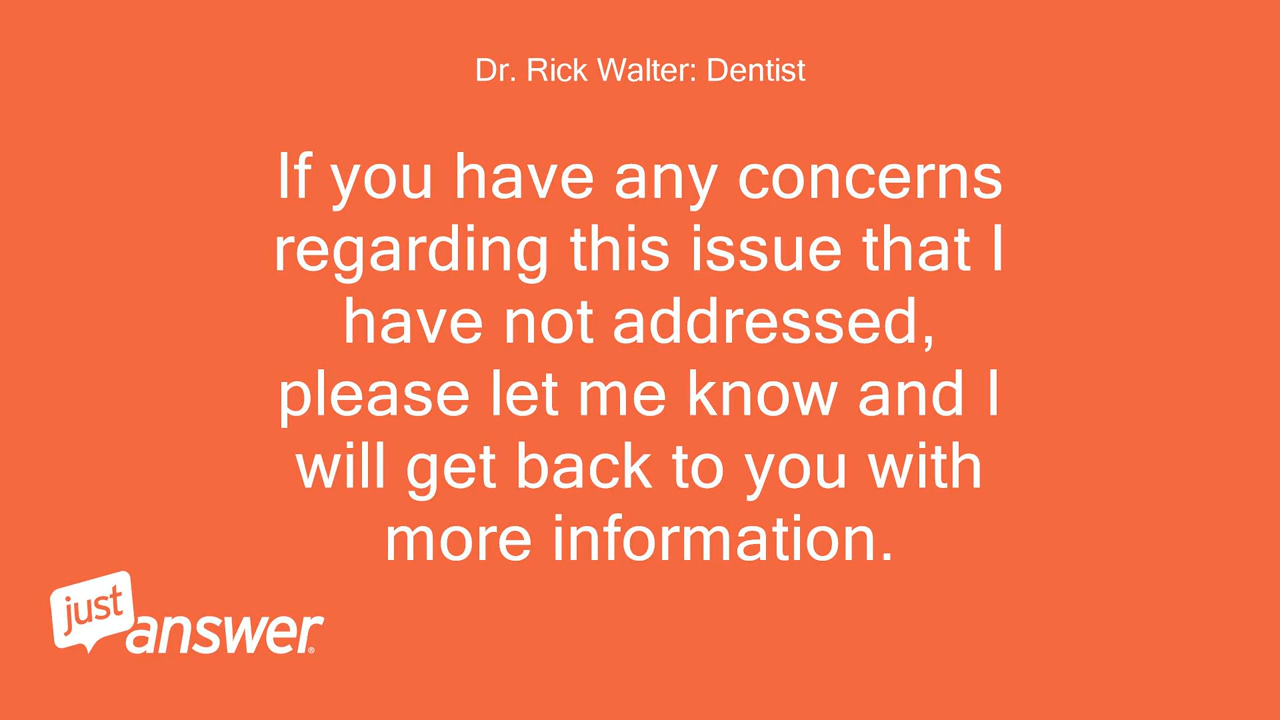 Dr. Rick Walter: Dentist
If you have any concerns
regarding this issue that I
have not addressed,
please let me know and I
will get back to you with
more information.
just
answer®